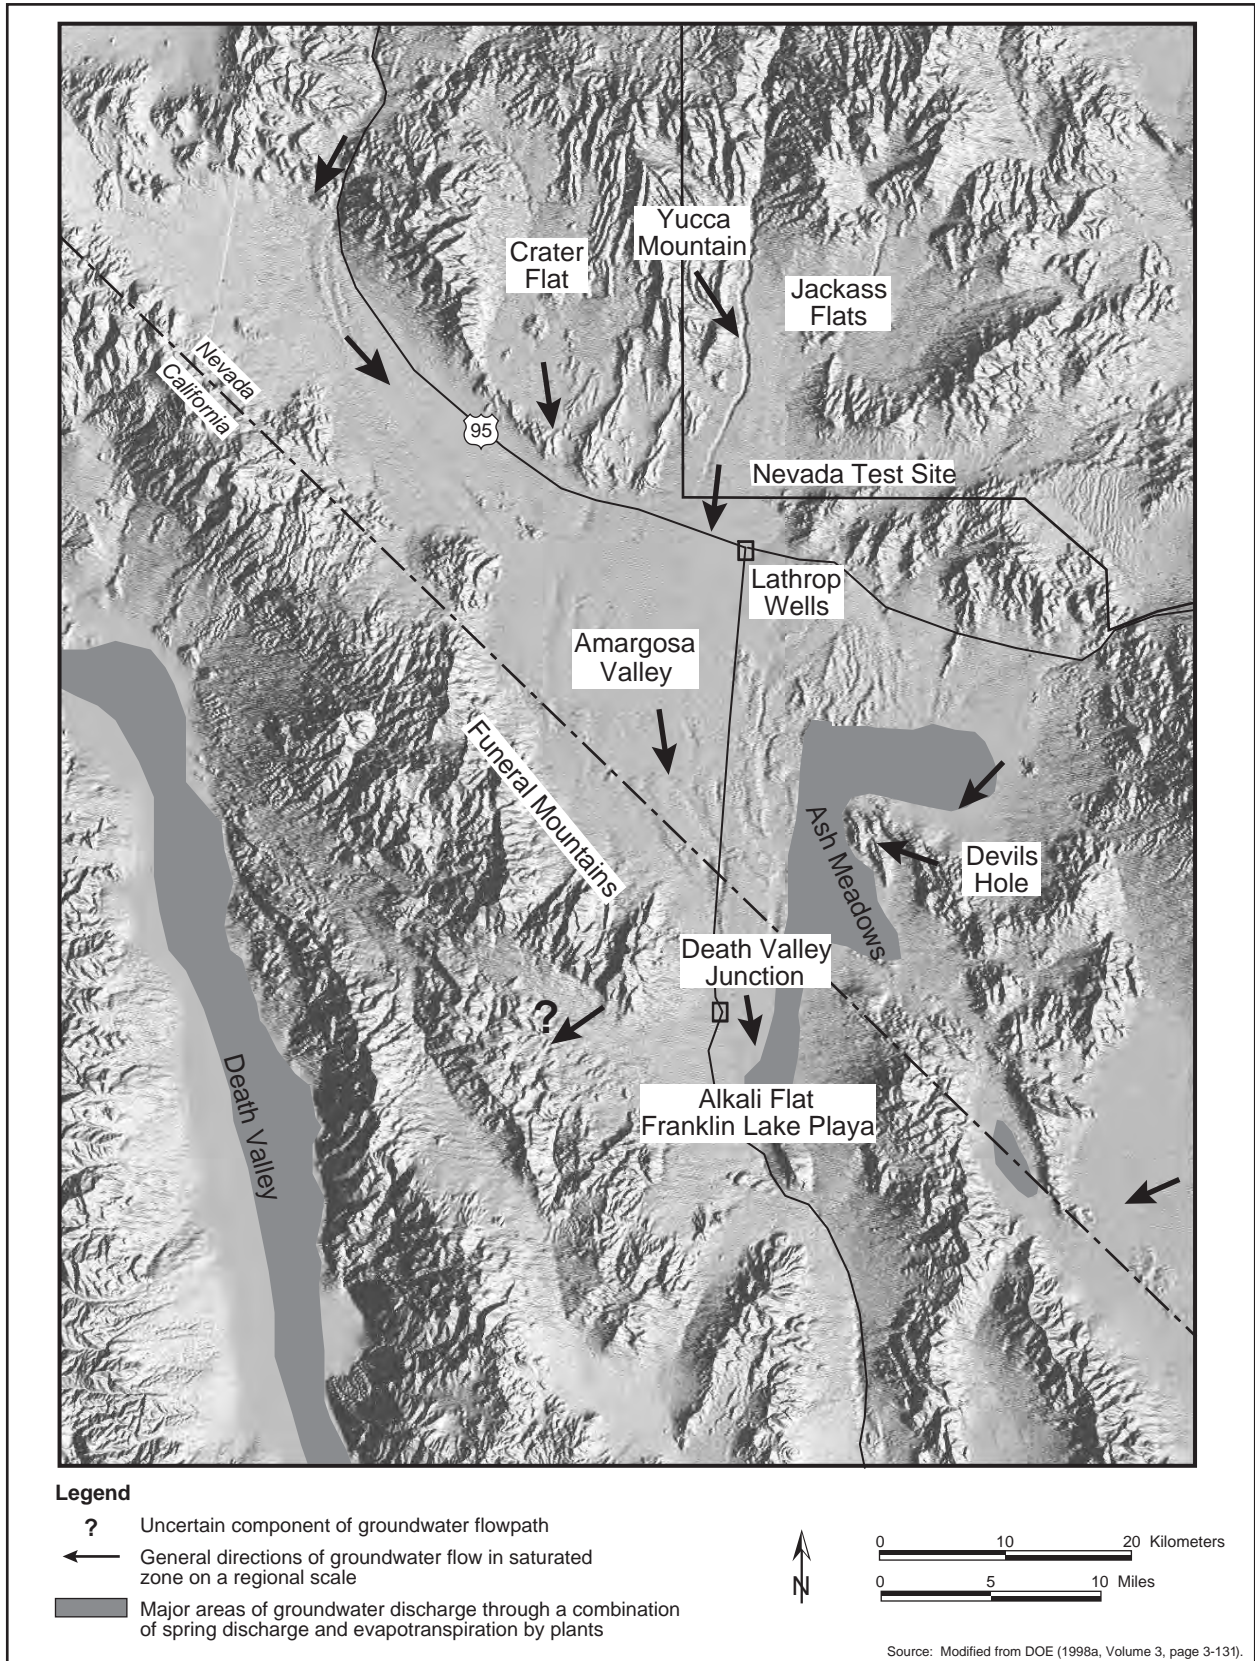 Yucca
Mountain
Crater
Flat
Jackass
Flats
Nevada
California
95
Nevada Test Site
Lathrop
Wells
Amargosa
Valley
Funeral Mountains
Ash Meadows
Devils
Hole
Death Valley
Junction
?
Death Valley
Alkali Flat
Franklin Lake Playa
Legend
? Uncertain component of groundwater flowpath
General directions of groundwater flow in saturated
zone on a regional scale
Major areas of groundwater discharge through a combination
of spring discharge and evapotranspiration by plants
N
0 10 20 Kilometers
0 5 10 Miles
Source: Modified from DOE (1998a, Volume 3, page 3-131).